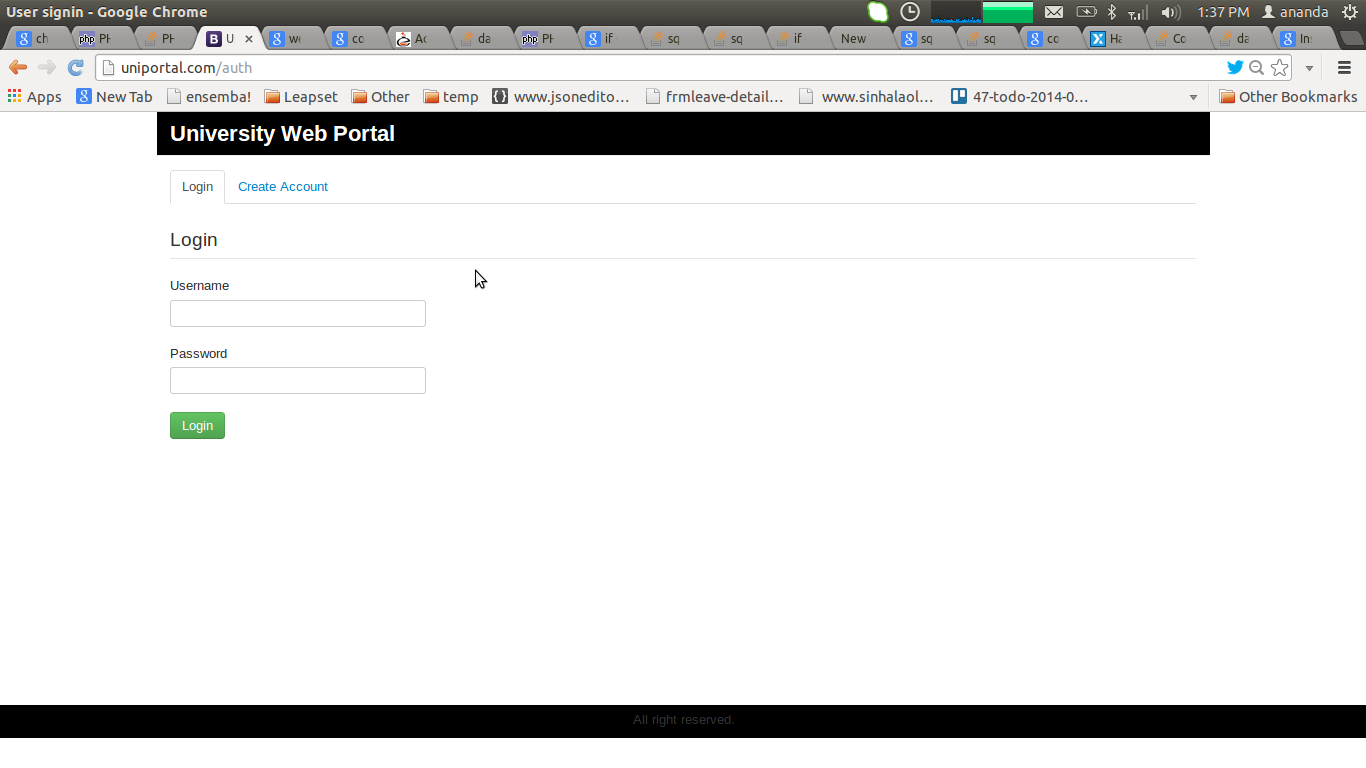 User signin - Google Chrome
1:37 PM ananda
ch PH PH U we co Ac da PH if sq sq if New sq sq co Ha Co da Ins
uniportal.com/auth
Apps New Tab ensemba! Leapset Other temp www.jsonedito... frmleave-detail... www.sinhalaol... 47-todo-2014-0... Other Bookmarks
University Web Portal
Login Create Account
Login
Username
Password
Login
All right reserved.